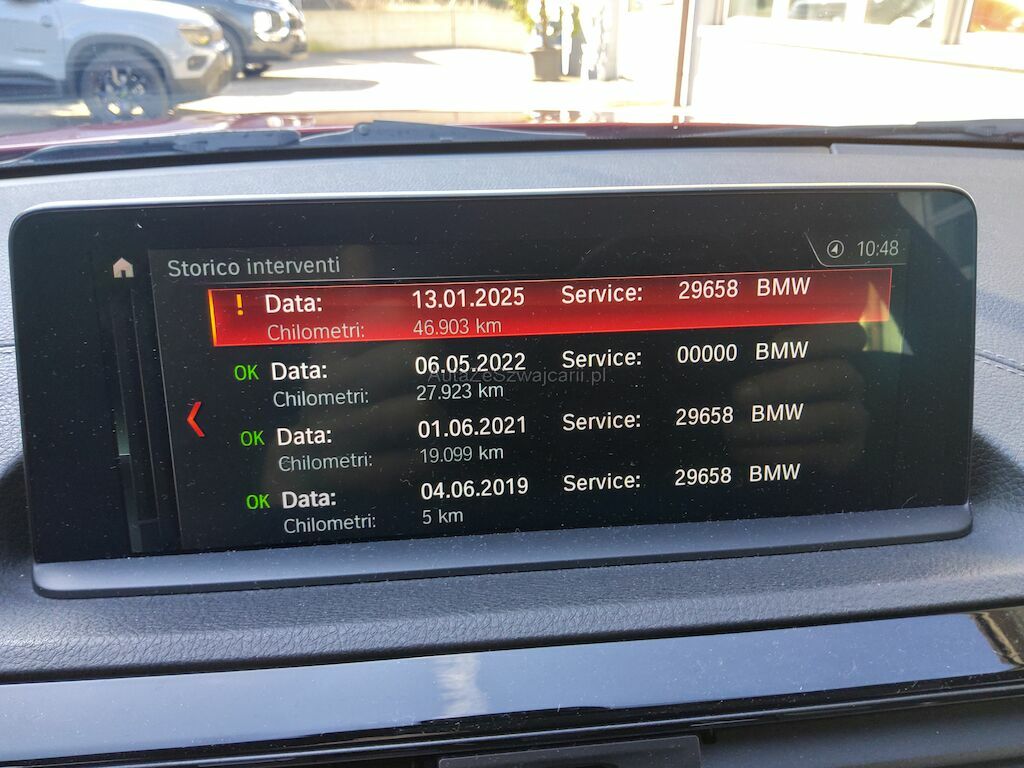 Storico interventi
10:48
! Data: 13.01.2025 Service: 29658 BMW
Chilometri: 46.903 km
OK Data: 06.05.2022 Service: 00000 BMW
AutaZeSzwajcarii.pl
Chilometri: 27.923 km
OK Data: 01.06.2021 Service: 29658 BMW
Chilometri: 19.099 km
OK Data: 04.06.2019 Service: 29658 BMW
Chilometri: 5 km